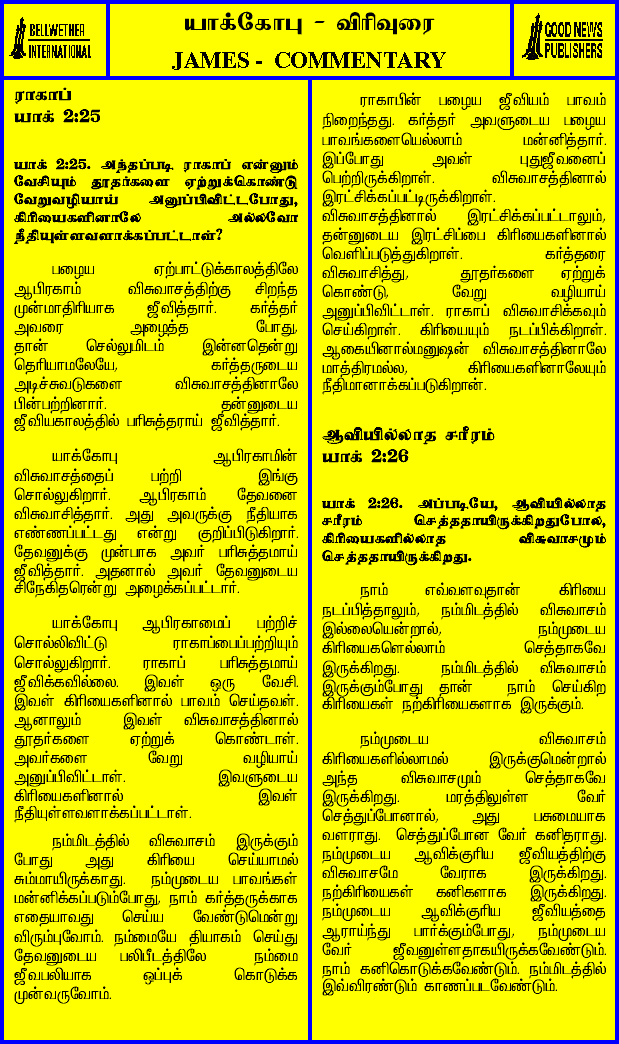 BELLWETHER
INTERNATIONAL
யாக்கோபு - விரிவுரை
JAMES - COMMENTARY
GOOD NEWS
PUBLISHERS
ராகாப்
யாக் 2:25
யாக் 2:25. அந்தப்படி ராகாப் என்னும்
வேசியும் தூதர்களை ஏற்றுக்கொண்டு
வேறுவழியாய் அனுப்பிவிட்டபோது,
கிரியைகளினாலே அல்லவோ
நீதியுள்ளவளாக்கப்பட்டாள்?
பழைய ஏற்பாட்டுக்காலத்திலே
ஆபிரகாம் விசுவாசத்திற்கு சிறந்த
முன்மாதிரியாக ஜீவித்தார். கர்த்தர்
அவரை அழைத்த போது,
தான் செல்லுமிடம் இன்னதென்று
தெரியாமலேயே, கர்த்தருடைய
அடிச்சுவடுகளை விசுவாசத்தினாலே
பின்பற்றினார். தன்னுடைய
ஜீவியகாலத்தில் பரிசுத்தராய் ஜீவித்தார்.
யாக்கோபு ஆபிரகாமின்
விசுவாசத்தைப் பற்றி இங்கு
சொல்லுகிறார். ஆபிரகாம் தேவனை
விசுவாசித்தார். அது அவருக்கு நீதியாக
எண்ணப்பட்டது என்று குறிப்பிடுகிறார்.
தேவனுக்கு முன்பாக அவர் பரிசுத்தமாய்
ஜீவித்தார். அதனால் அவர் தேவனுடைய
சிநேகிதரென்று அழைக்கப்பட்டார்.
யாக்கோபு ஆபிரகாமைப் பற்றிச்
சொல்லிவிட்டு ராகாப்பைப்பற்றியும்
சொல்லுகிறார். ராகாப் பரிசுத்தமாய்
ஜீவிக்கவில்லை. இவள் ஒரு வேசி.
இவள் கிரியைகளினால் பாவம் செய்தவள்.
ஆனாலும் இவள் விசுவாசத்தினால்
தூதர்களை ஏற்றுக் கொண்டாள்.
அவர்களை வேறு வழியாய்
அனுப்பிவிட்டாள். இவளுடைய
கிரியைகளினால் இவள்
நீதியுள்ளவளாக்கப்பட்டாள்.
நம்மிடத்தில் விசுவாசம் இருக்கும்
போது அது கிரியை செய்யாமல்
சும்மாயிருக்காது. நம்முடைய பாவங்கள்
மன்னிக்கப்படும்போது, நாம் கர்த்தருக்காக
எதையாவது செய்ய வேண்டுமென்று
விரும்புவோம். நம்மையே தியாகம் செய்து
தேவனுடைய பலிபீடத்திலே நம்மை
ஜீவபலியாக ஒப்புக் கொடுக்க
முன்வருவோம்.
ராகாபின் பழைய ஜீவியம் பாவம்
நிறைந்தது. கர்த்தர் அவளுடைய பழைய
பாவங்களையெல்லாம் மன்னித்தார்.
இப்போது அவள் புதுஜீவனைப்
பெற்றிருக்கிறாள். விசுவாசத்தினால்
இரட்சிக்கப்பட்டிருக்கிறாள்.
விசுவாசத்தினால் இரட்சிக்கப்பட்டாலும்,
தன்னுடைய இரட்சிப்பை கிரியைகளினால்
வெளிப்படுத்துகிறாள். கர்த்தரை
விசுவாசித்து, தூதர்களை ஏற்றுக்
கொண்டு, வேறு வழியாய்
அனுப்பிவிட்டாள். ராகாப் விசுவாசிக்கவும்
செய்கிறாள். கிரியையும் நடப்பிக்கிறாள்.
ஆகையினால்மனுஷன் விசுவாசத்தினாலே
மாத்திரமல்ல, கிரியைகளினாலேயும்
நீதிமானாக்கப்படுகிறான்.
ஆவியில்லாத சரீரம்
யாக் 2:26
யாக் 2:26. அப்படியே, ஆவியில்லாத
சரீரம் செத்ததாயிருக்கிறதுபோல,
கிரியைகளில்லாத விசுவாசமும்
செத்ததாயிருக்கிறது.
நாம் எவ்வளவுதான் கிரியை
நடப்பித்தாலும், நம்மிடத்தில் விசுவாசம்
இல்லையென்றால், நம்முடைய
கிரியைகளெல்லாம் செத்தாகவே
இருக்கிறது. நம்மிடத்தில் விசுவாசம்
இருக்கும்போது தான் நாம் செய்கிற
கிரியைகள் நற்கிரியைகளாக இருக்கும்.
நம்முடைய விசுவாசம்
கிரியைகளில்லாமல் இருக்குமென்றால்
அந்த விசுவாசமும் செத்தாகவே
இருக்கிறது. மரத்திலுள்ள வேர்
செத்துப்போனால், அது பசுமையாக
வளராது. செத்துப்போன வேர் கனிதராது.
நம்முடைய ஆவிக்குரிய ஜீவியத்திற்கு
விசுவாசமே வேராக இருக்கிறது.
நற்கிரியைகள் கனிகளாக இருக்கிறது.
நம்முடைய ஆவிக்குரிய ஜீவியத்தை
ஆராய்ந்து பார்க்கும்போது, நம்முடைய
வேர் ஜீவனுள்ளதாகயிருக்கவேண்டும்.
நாம் கனிகொடுக்கவேண்டும். நம்மிடத்தில்
இவ்விரண்டும் காணப்படவேண்டும்.